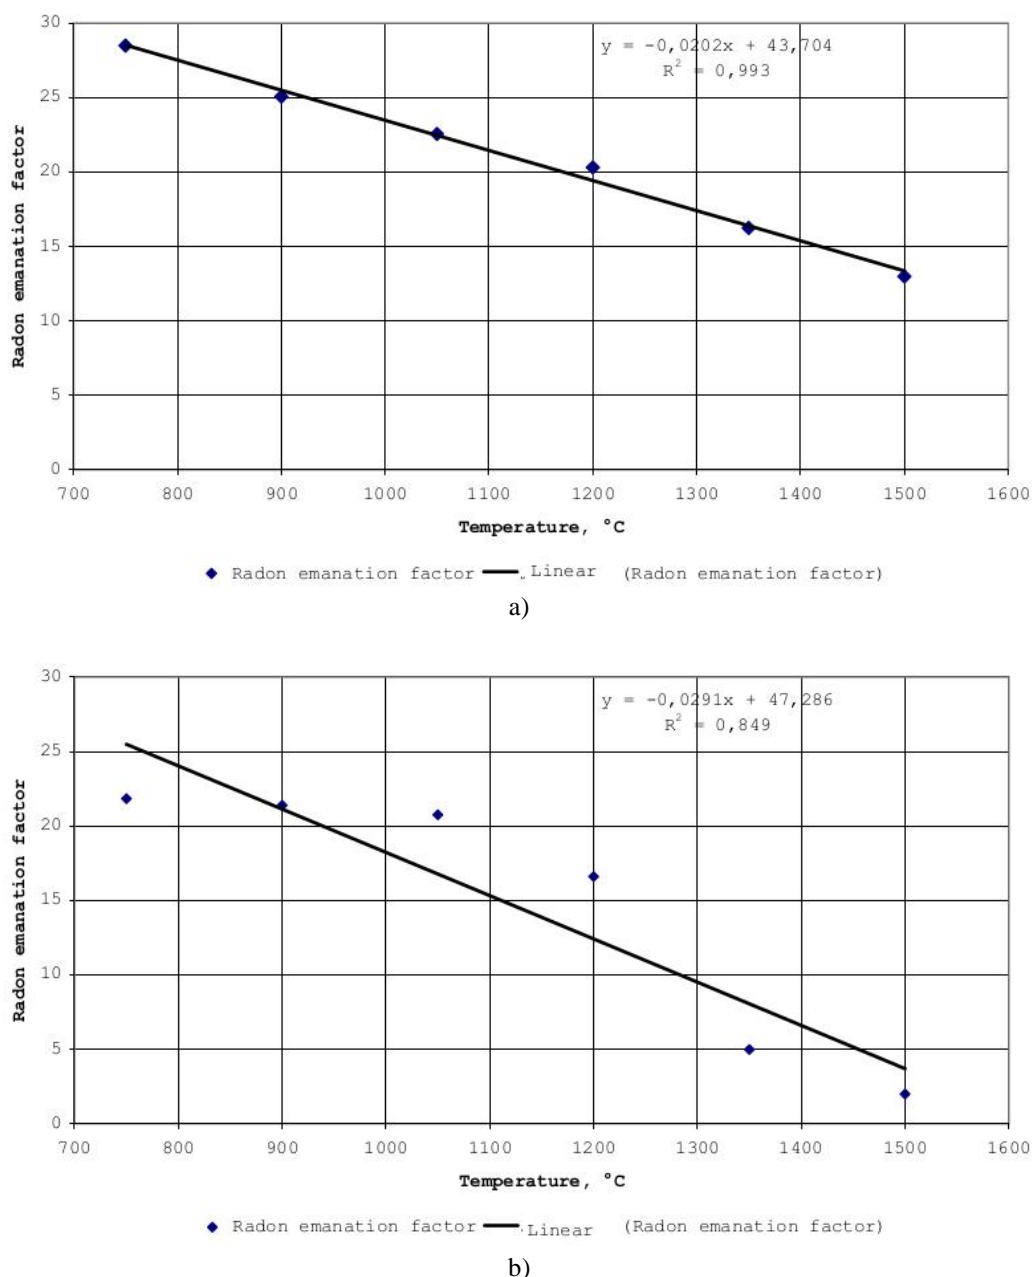 y = -0,0202x + 43,704
R² = 0,993
30
25
20
15
10
5
0
Radon emanation factor
700 800 900 1000 1100 1200 1300 1400 1500 1600
Temperature, °C
Radon emanation factor Linear (Radon emanation factor)
a)
y = -0,0291x + 47,286
R² = 0,849
30
25
20
15
10
5
0
Radon emanation factor
700 800 900 1000 1100 1200 1300 1400 1500 1600
Temperature, °C
Radon emanation factor Linear (Radon emanation factor)
b)